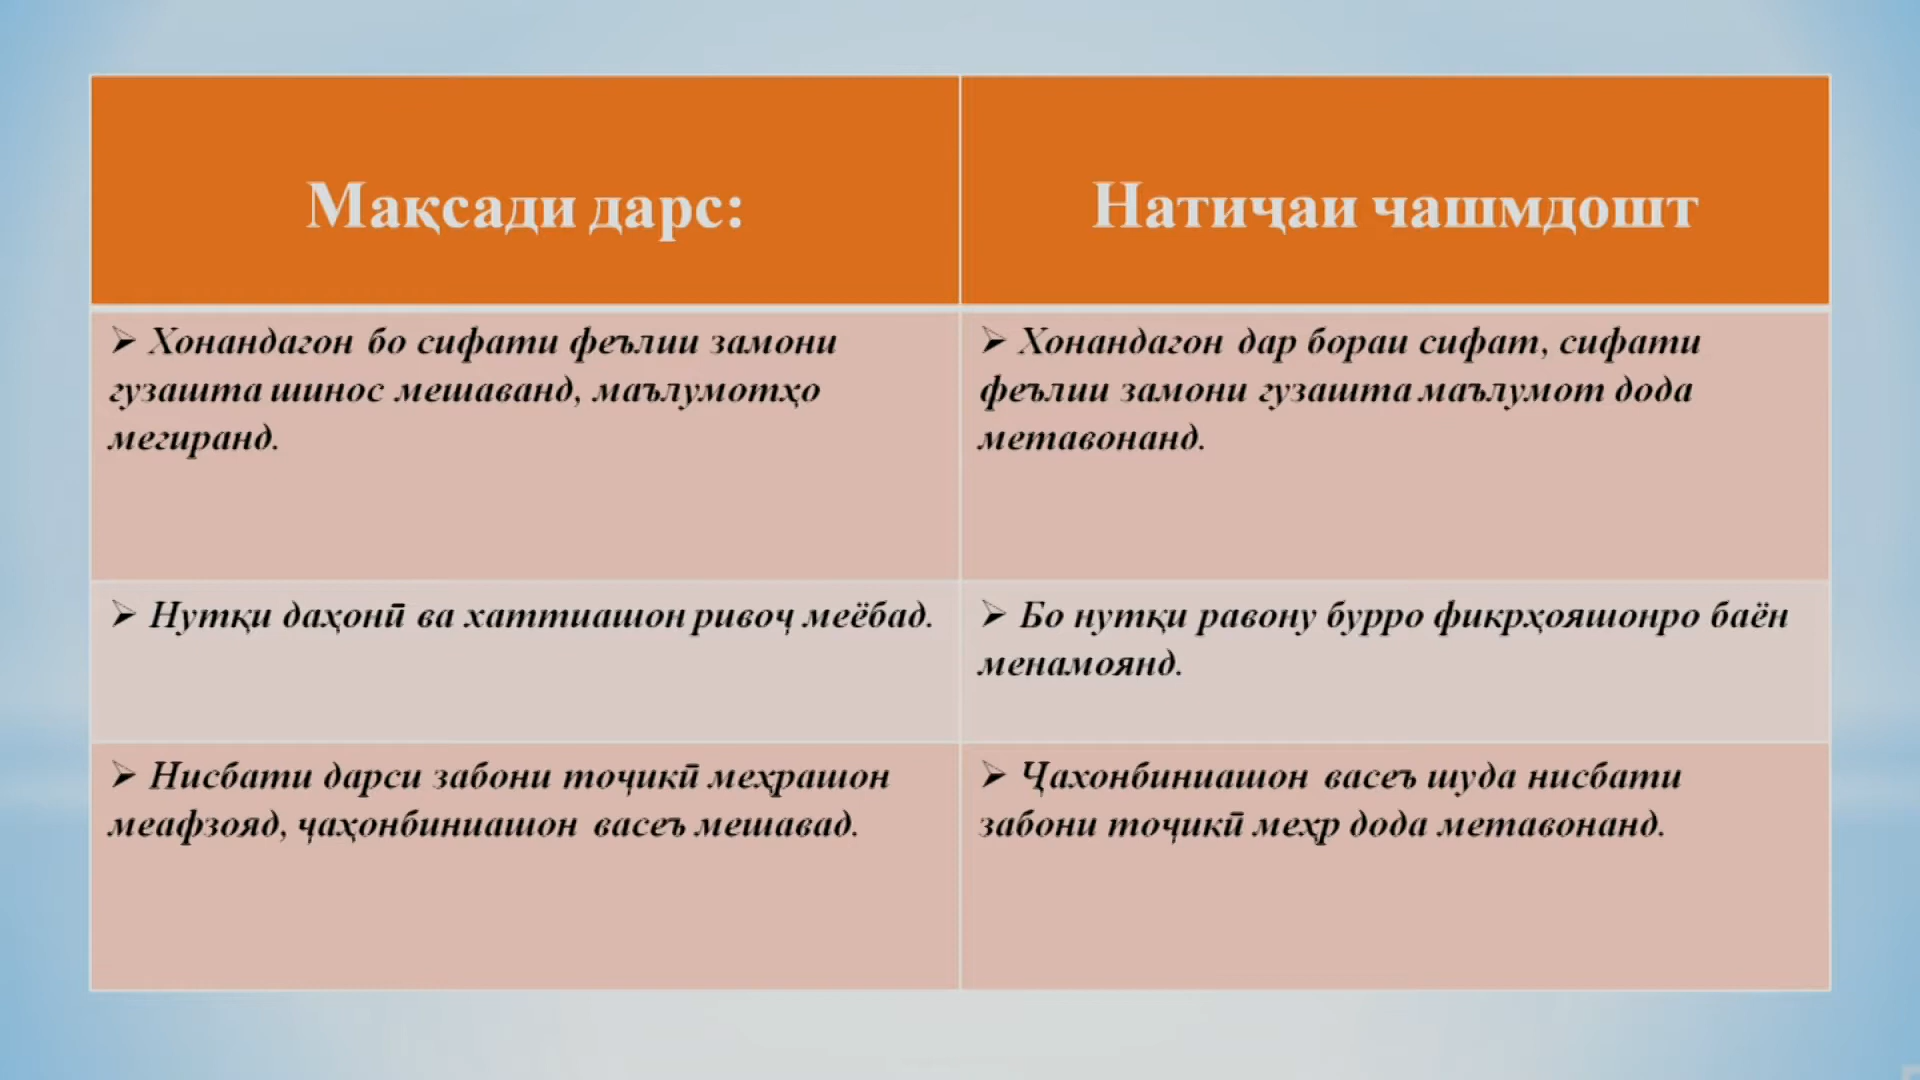 Мақсади дарс:
Натиҷаи чашмдошт
➢ Хонандагон бо сифати феълии замони
гузашта шинос мешаванд, маълумотҳо
мегиранд.
➢ Хонандагон дар бораи сифат, сифати
феълии замони гузашта маълумот дода
метавонанд.
➢ Нутқи даҳонӣ ва хаттиашон ривоҷ меёбад.
➢ Бо нутқи равону бурро фикрҳояшонро баён
менамоянд.
➢ Нисбати дарси забони тоҷикӣ меҳрашон
меафзояд, ҷаҳонбиниашон васеъ мешавад.
➢ Ҷахонбиниашон васеъ шуда нисбати
забони тоҷикӣ меҳр дода метавонанд.